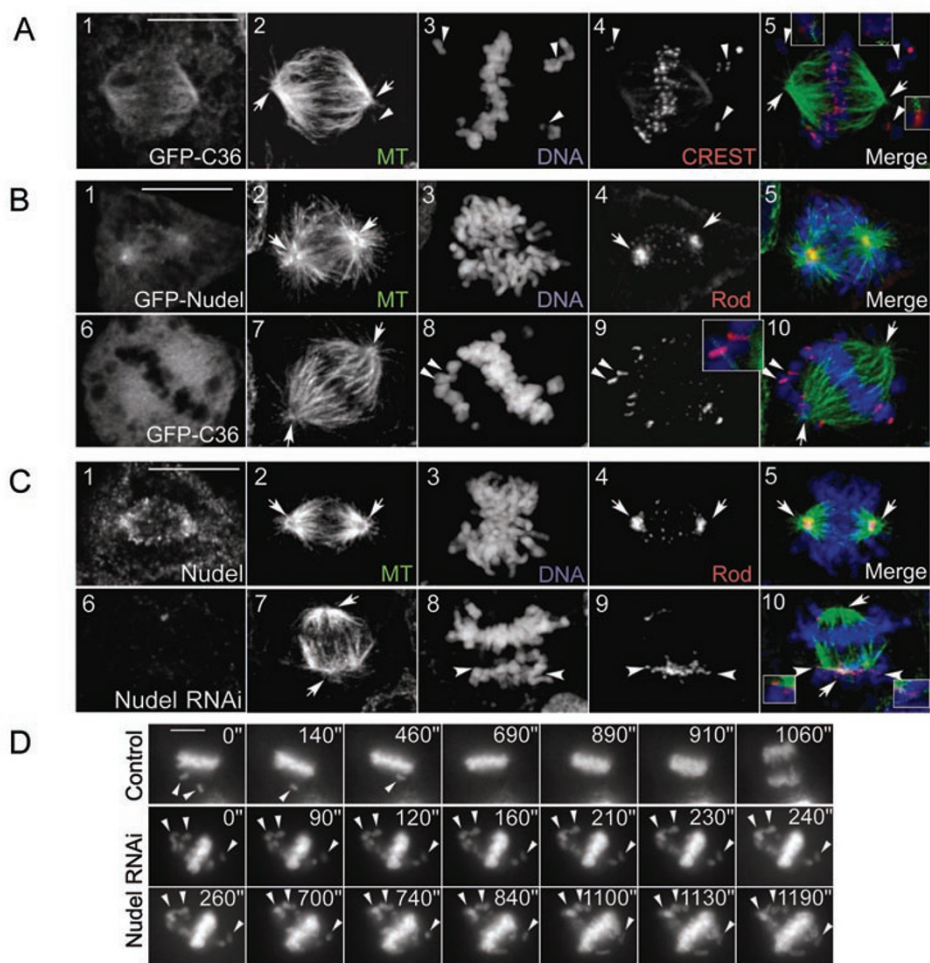 A
1 2 3 4 5
GFP-C36 MT DNA CREST Merge
B
1 2 3 4 5
GFP-Nudel MT DNA Rod Merge
6 7 8 9 10
GFP-C36
C
1 2 3 4 5
Nudel MT DNA Rod Merge
6 7 8 9 10
Nudel RNAi
D
Control
0" 140" 460" 690" 890" 910" 1060"
Nudel RNAi
0" 90" 120" 160" 210" 230" 240"
260" 700" 740" 840" 1100" 1130" 1190"